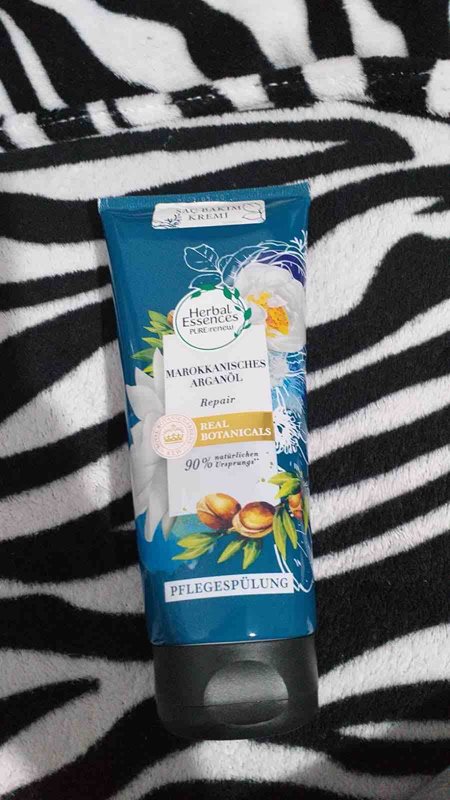 SAÇ BAKIM
KREMİ
Herbal
Essences
PURE:renew
MAROKKANISCHES
ARGANÖL
Repair
REAL
BOTANICALS
90% natürlichen
Ursprungs**
PFLEGESPÜLUNG